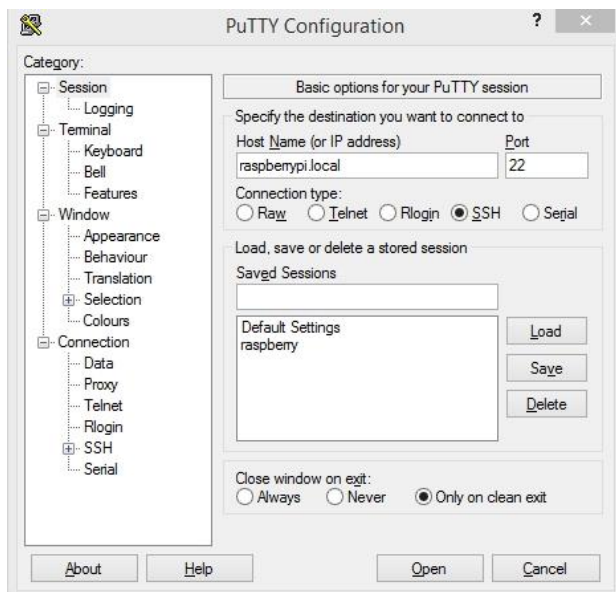 PuTTY Configuration ?
Category:
Session
Logging
Terminal
Keyboard
Bell
Features
Window
Appearance
Behaviour
Translation
Selection
Colours
Connection
Data
Proxy
Telnet
Rlogin
SSH
Serial
Basic options for your PuTTY session
Specify the destination you want to connect to
Host Name (or IP address) Port
raspberrypi.local 22
Connection type:
Raw Telnet Rlogin SSH Serial
Load, save or delete a stored session
Saved Sessions
Default Settings
raspberry
Load
Save
Delete
Close window on exit:
Always Never Only on clean exit
About Help Open Cancel